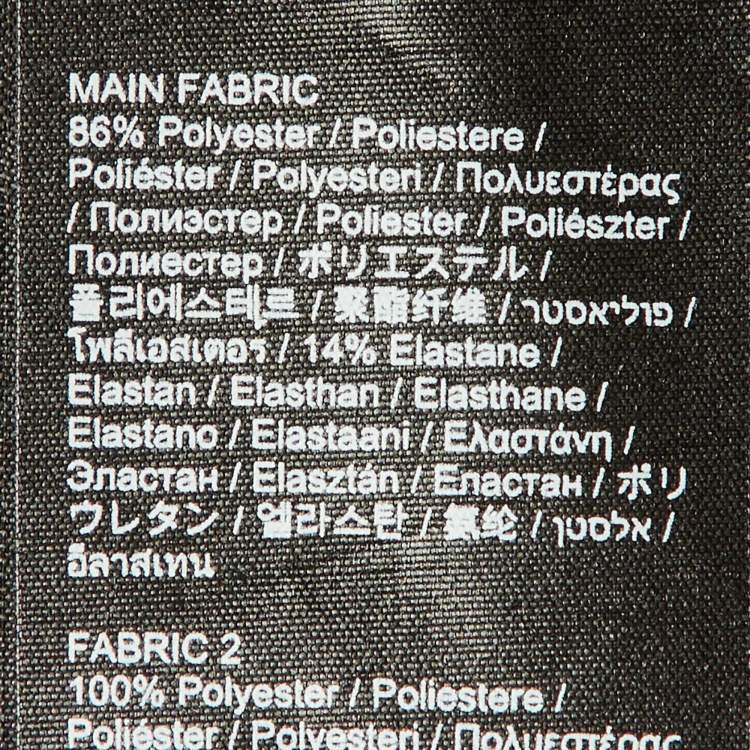 MAIN FABRIC
86% Polyester / Poliestere /
Poliéster / Polyesteri / Πολυεστέρας
/ Полиэстер / Poliester / Poliészter /
Полиестер / ポリエステル /
폴리에스테르 / 聚酯纤维 / פוליאסטר /
โพลีเอสเตอร์ / 14% Elastane /
Elastan / Elasthan / Elasthane /
Elastano / Elastaani / Ελαστάνη /
Эластан / Elasztán / Еластан / ポリ
ウレタン / 엘라스탄 / 氨纶 / אלסטן /
อีลาสเทน
FABRIC 2
100% Polyester / Poliestere /
Poliéster / Polyesteri / Πολυεστέρας